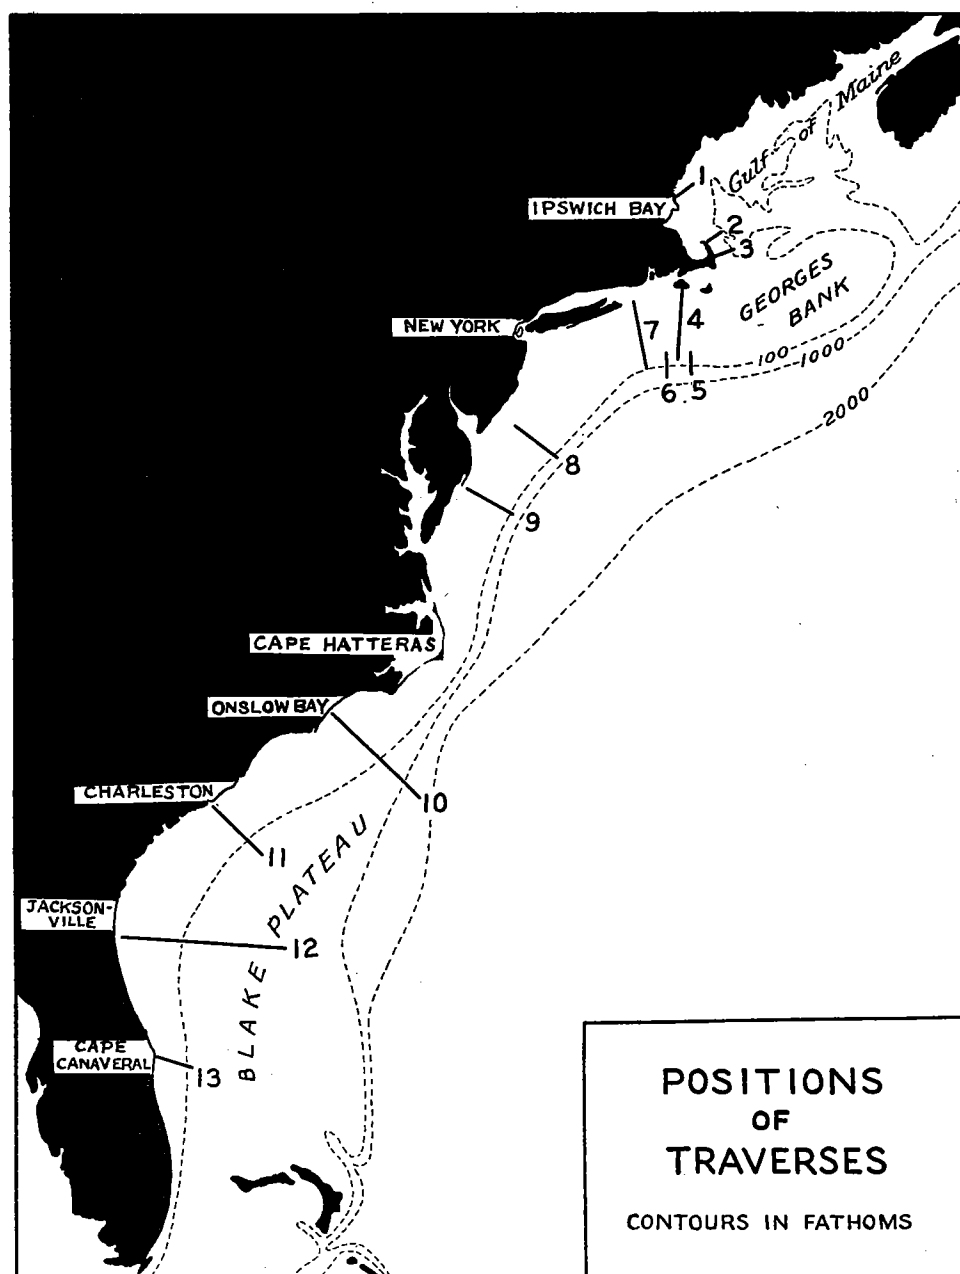 Gulf of Maine
1
IPSWICH BAY
2
3
GEORGES
BANK
NEW YORK
7
4
100
1000
6
5
2000
8
9
CAPE HATTERAS
ONSLOW BAY
CHARLESTON
10
11
BLAKE PLATEAU
JACKSON-
VILLE
12
CAPE
CANAVERAL
13
POSITIONS
OF
TRAVERSES
CONTOURS IN FATHOMS